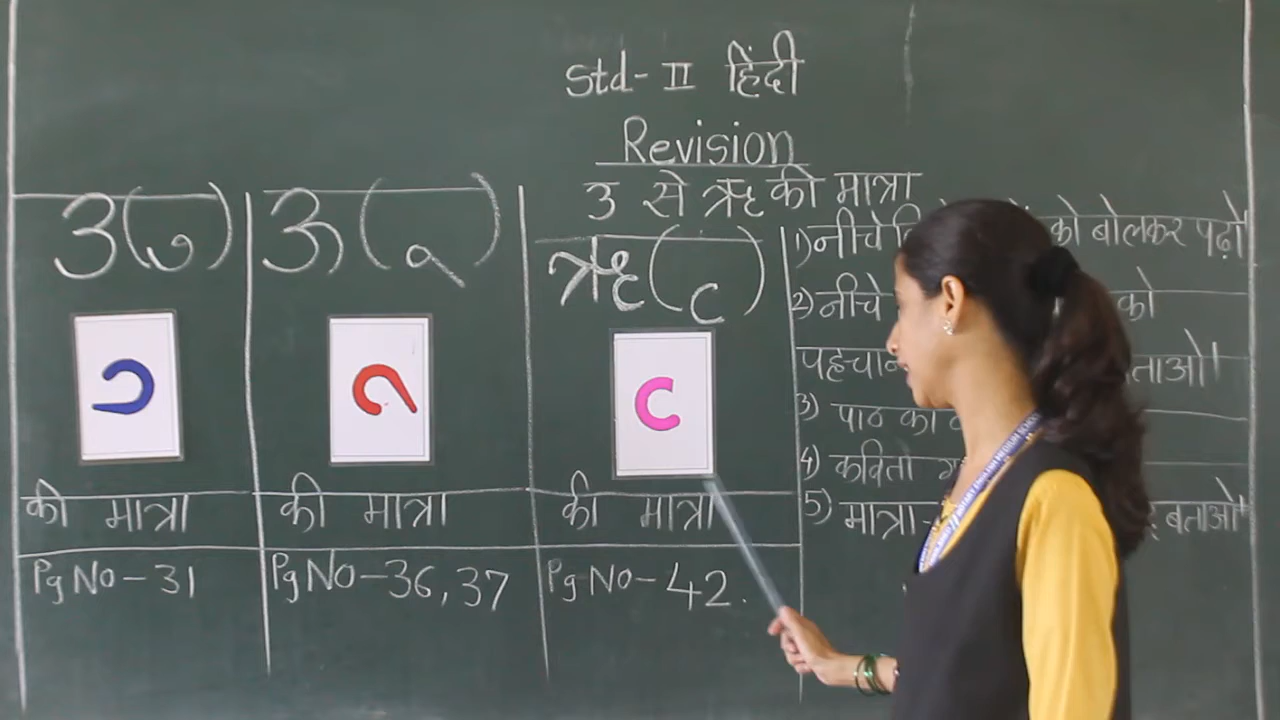 Std- II हिंदी
Revision
उ से ऋ की मात्रा
उ ( ु )
ऊ ( ू )
ऋ ( ृ )
ु
ू
ृ
की मात्रा
की मात्रा
की मात्रा
Pg No - 31
Pg No - 36, 37
Pg No - 42.
1) नीचे को बोलकर पढ़ो
2) नीचे को
पहचान बताओ।
3) पाठ का
4) कविता
5) मात्रा - बताओ।